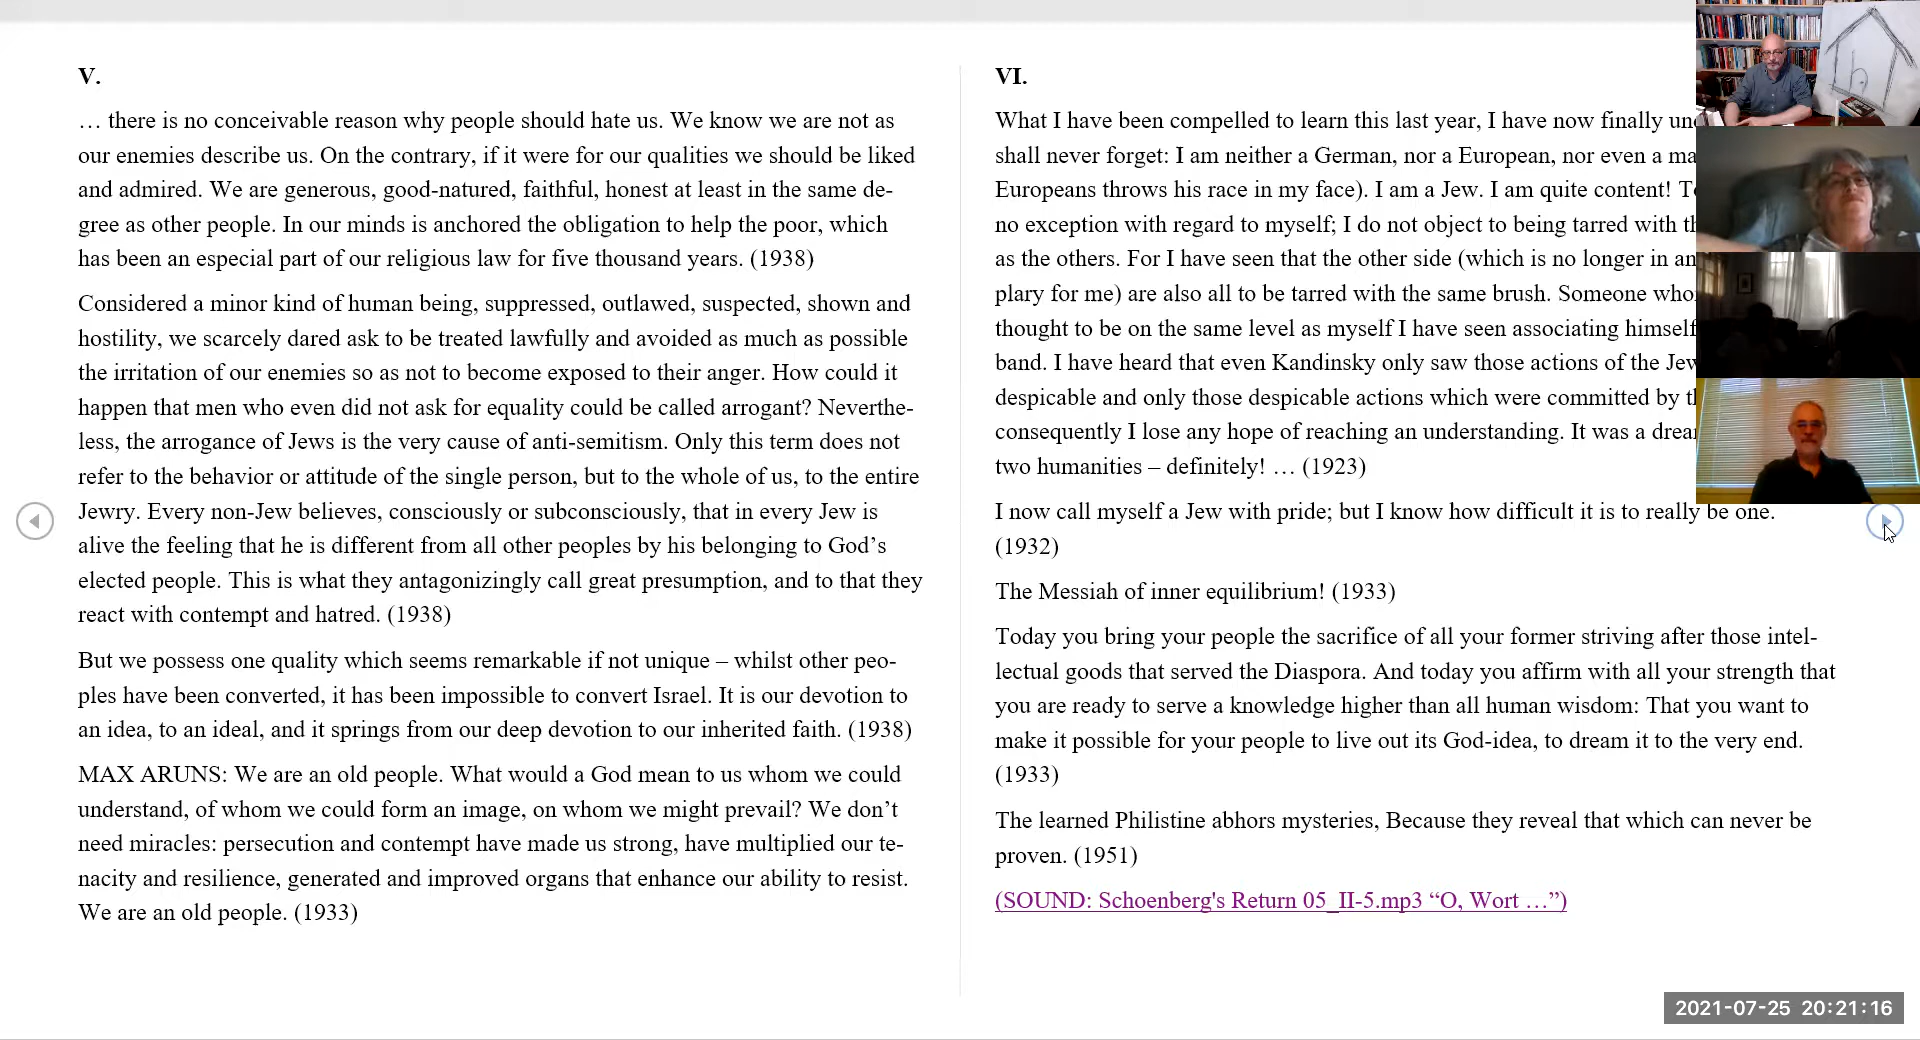 V.
… there is no conceivable reason why people should hate us. We know we are not as
our enemies describe us. On the contrary, if it were for our qualities we should be liked
and admired. We are generous, good-natured, faithful, honest at least in the same de-
gree as other people. In our minds is anchored the obligation to help the poor, which
has been an especial part of our religious law for five thousand years. (1938)
Considered a minor kind of human being, suppressed, outlawed, suspected, shown and
hostility, we scarcely dared ask to be treated lawfully and avoided as much as possible
the irritation of our enemies so as not to become exposed to their anger. How could it
happen that men who even did not ask for equality could be called arrogant? Neverthe-
less, the arrogance of Jews is the very cause of anti-semitism. Only this term does not
refer to the behavior or attitude of the single person, but to the whole of us, to the entire
Jewry. Every non-Jew believes, consciously or subconsciously, that in every Jew is
alive the feeling that he is different from all other peoples by his belonging to God’s
elected people. This is what they antagonizingly call great presumption, and to that they
react with contempt and hatred. (1938)
But we possess one quality which seems remarkable if not unique – whilst other peo-
ples have been converted, it has been impossible to convert Israel. It is our devotion to
an idea, to an ideal, and it springs from our deep devotion to our inherited faith. (1938)
MAX ARUNS: We are an old people. What would a God mean to us whom we could
understand, of whom we could form an image, on whom we might prevail? We don’t
need miracles: persecution and contempt have made us strong, have multiplied our te-
nacity and resilience, generated and improved organs that enhance our ability to resist.
We are an old people. (1933)
VI.
What I have been compelled to learn this last year, I have now finally
shall never forget: I am neither a German, nor a European, nor even a
Europeans throws his race in my face). I am a Jew. I am quite content!
no exception with regard to myself; I do not object to being tarred with
as the others. For I have seen that the other side (which is no longer in
plary for me) are also all to be tarred with the same brush. Someone
thought to be on the same level as myself I have seen associating himself
band. I have heard that even Kandinsky only saw those actions of the
despicable and only those despicable actions which were committed by
consequently I lose any hope of reaching an understanding. It was a
two humanities – definitely! … (1923)
I now call myself a Jew with pride; but I know how difficult it is to really be one.
(1932)
The Messiah of inner equilibrium! (1933)
Today you bring your people the sacrifice of all your former striving after those intel-
lectual goods that served the Diaspora. And today you affirm with all your strength that
you are ready to serve a knowledge higher than all human wisdom: That you want to
make it possible for your people to live out its God-idea, to dream it to the very end.
(1933)
The learned Philistine abhors mysteries, Because they reveal that which can never be
proven. (1951)
(SOUND: Schoenberg's Return 05_II-5.mp3 “O, Wort …”)
2021-07-25 20:21:16